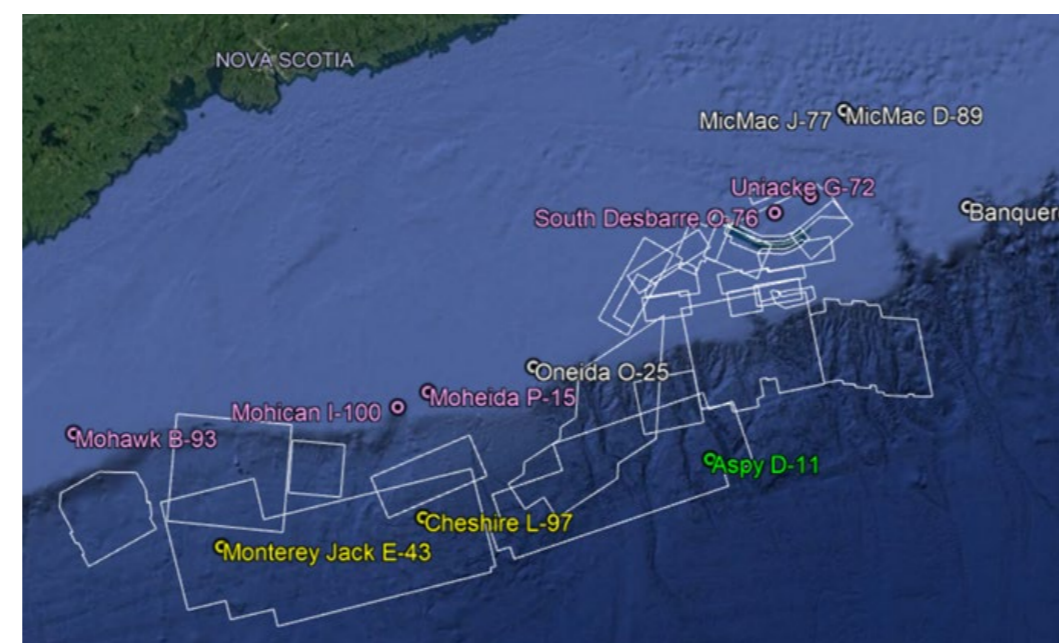 NOVA SCOTIA
MicMac J-77
MicMac D-89
Uniacke G-72
South Desbarre O-76
Banquer
Oneida O-25
Moheida P-15
Mohican I-100
Mohawk B-93
Aspy D-11
Cheshire L-97
Monterey Jack E-43